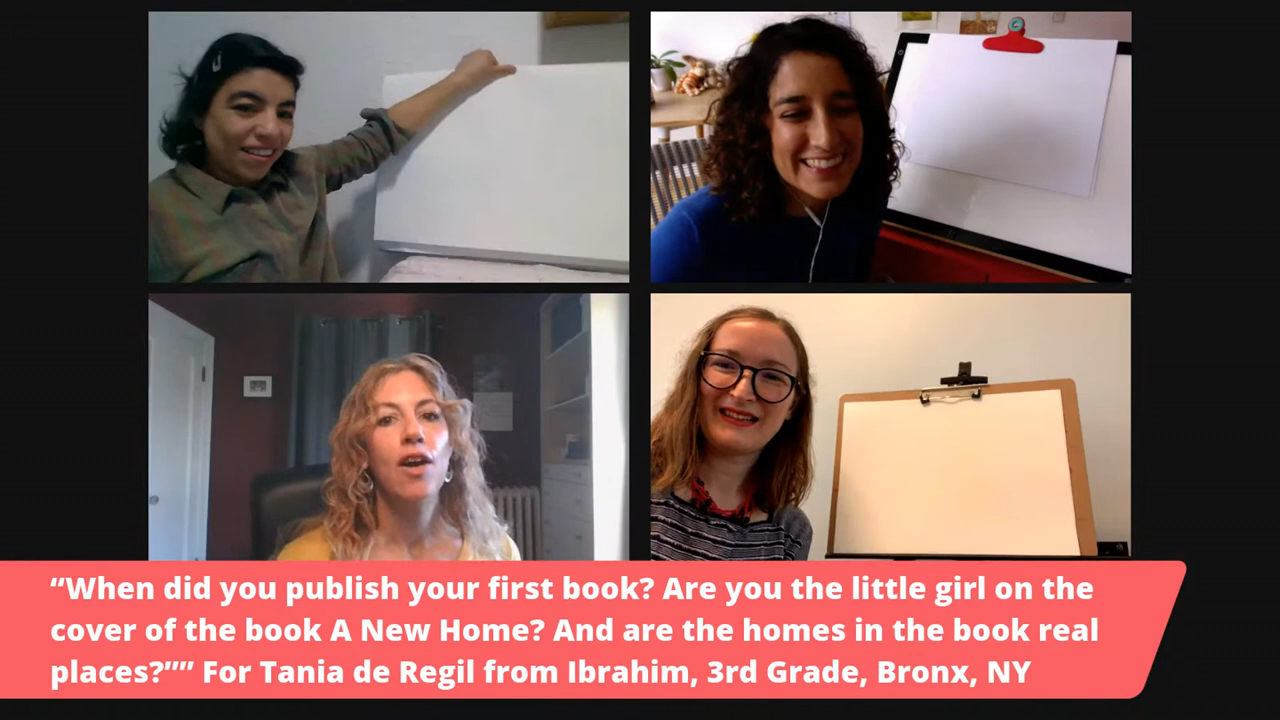 “When did you publish your first book? Are you the little girl on the
cover of the book A New Home? And are the homes in the book real
places?”” For Tania de Regil from Ibrahim, 3rd Grade, Bronx, NY